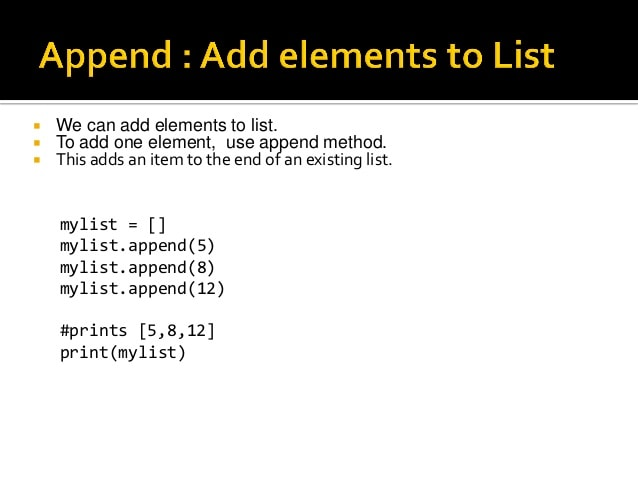 Append : Add elements to List
We can add elements to list.
To add one element,  use append method.
This adds an item to the end of an existing list.
mylist = []
mylist.append(5)
mylist.append(8)
mylist.append(12)
#prints [5,8,12]
print(mylist)